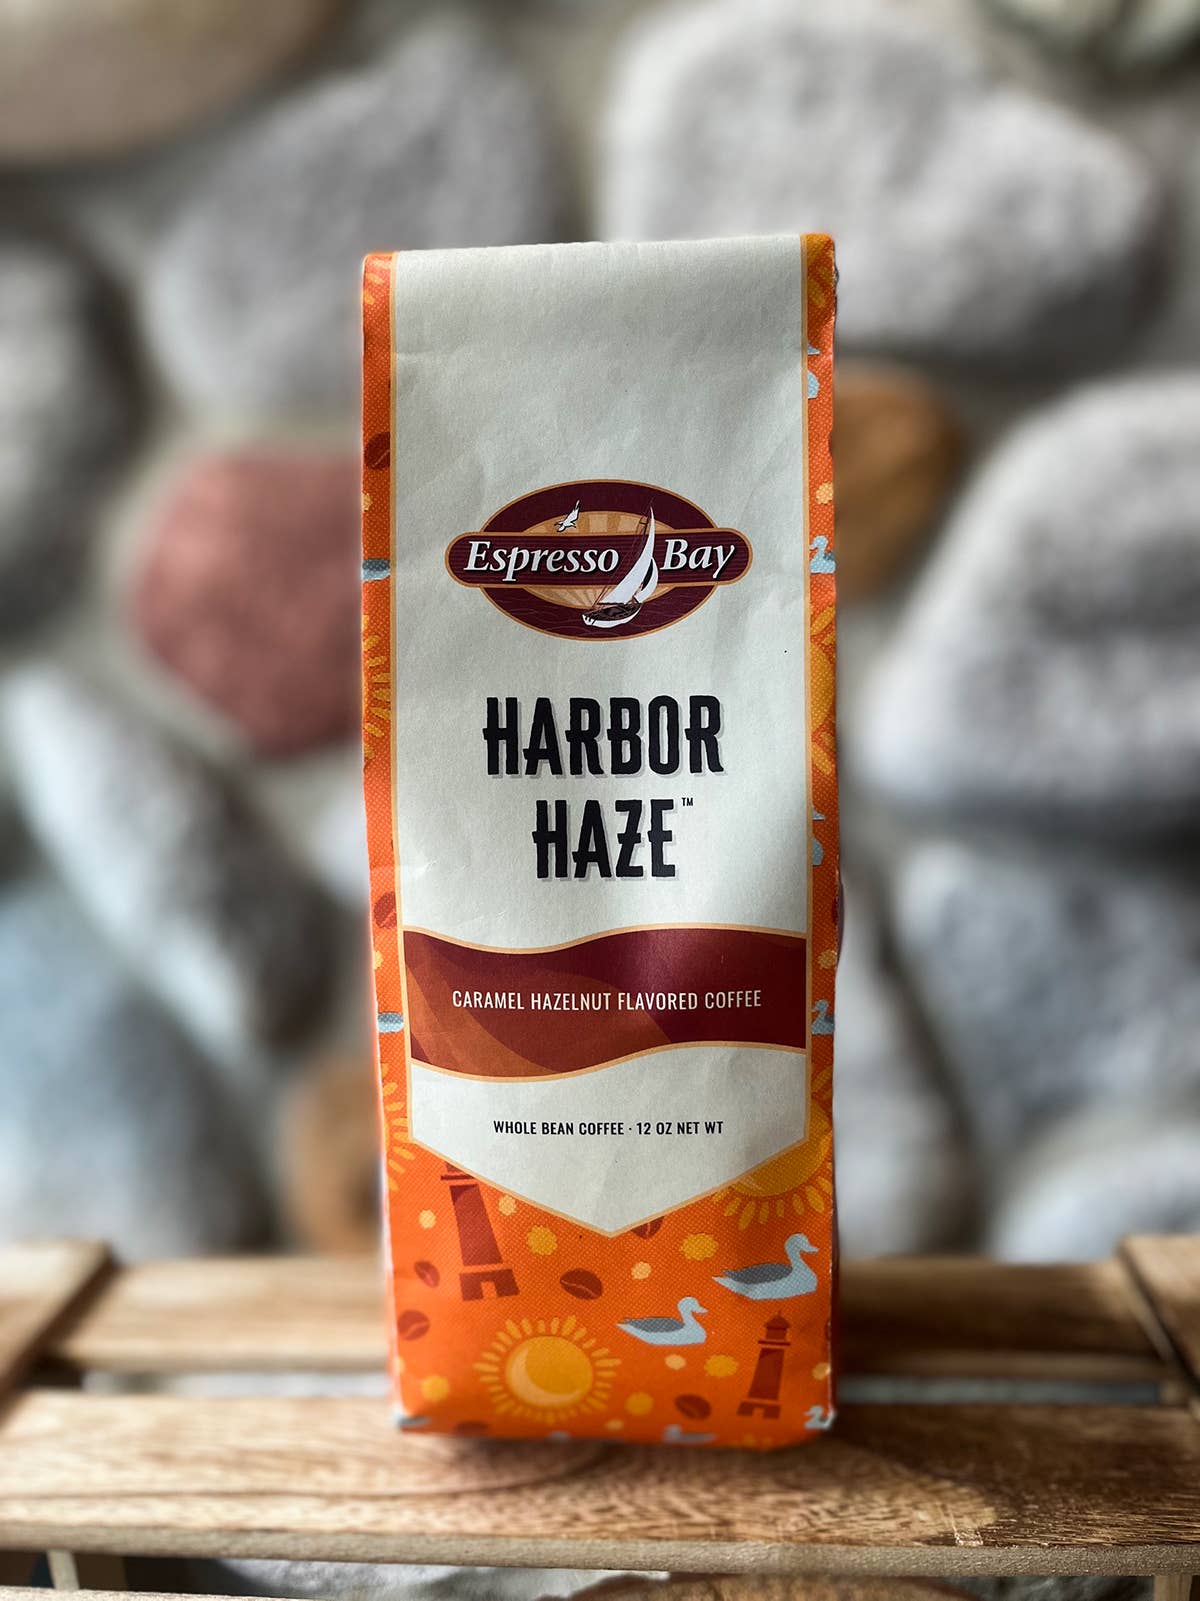 Espresso Bay
HARBOR
HAZE™
CARAMEL HAZELNUT FLAVORED COFFEE
WHOLE BEAN COFFEE · 12 OZ NET WT